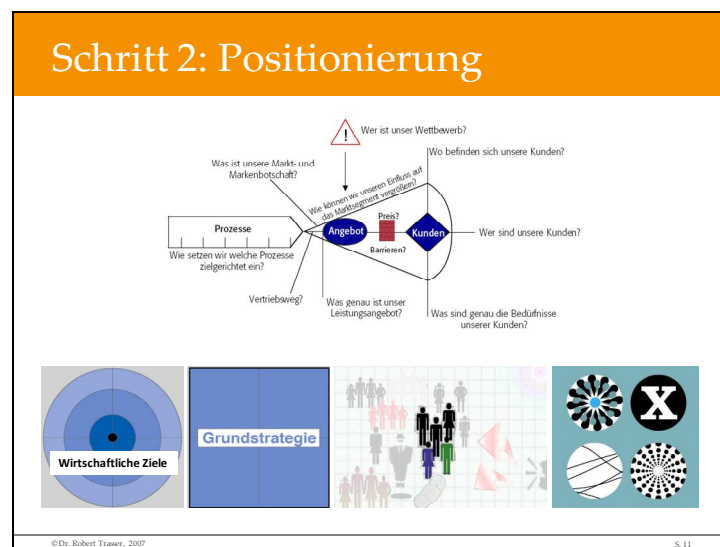 Schritt 2: Positionierung
!
Wer ist unser Wettbewerb?
Wo befinden sich unsere Kunden?
Was ist unsere Markt- und
Markenbotschaft?
Wie können wir unseren Einfluss auf
das Marktsegment vergrößern?
Preis?
Prozesse
Angebot
Kunden
Wer sind unsere Kunden?
Barrieren?
Wie setzen wir welche Prozesse
zielgerichtet ein?
Vertriebsweg?
Was genau ist unser
Leistungsangebot?
Was sind genau die Bedüfnisse
unserer Kunden?
Wirtschaftliche Ziele
Grundstrategie
X
©Dr. Robert Trasser, 2007
S. 11